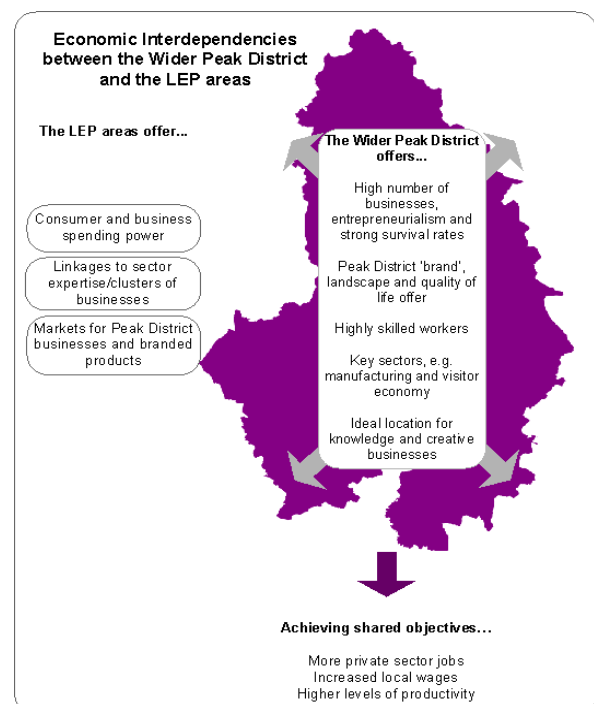 Economic Interdependencies
between the Wider Peak District
and the LEP areas
The LEP areas offer...
Consumer and business
spending power
Linkages to sector
expertise/clusters of
businesses
Markets for Peak District
businesses and branded
products
The Wider Peak District
offers...
High number of
businesses,
entrepreneurialism and
strong survival rates
Peak District 'brand',
landscape and quality of
life offer
Highly skilled workers
Key sectors, e.g.
manufacturing and visitor
economy
Ideal location for
knowledge and creative
businesses
Achieving shared objectives...
More private sector jobs
Increased local wages
Higher levels of productivity